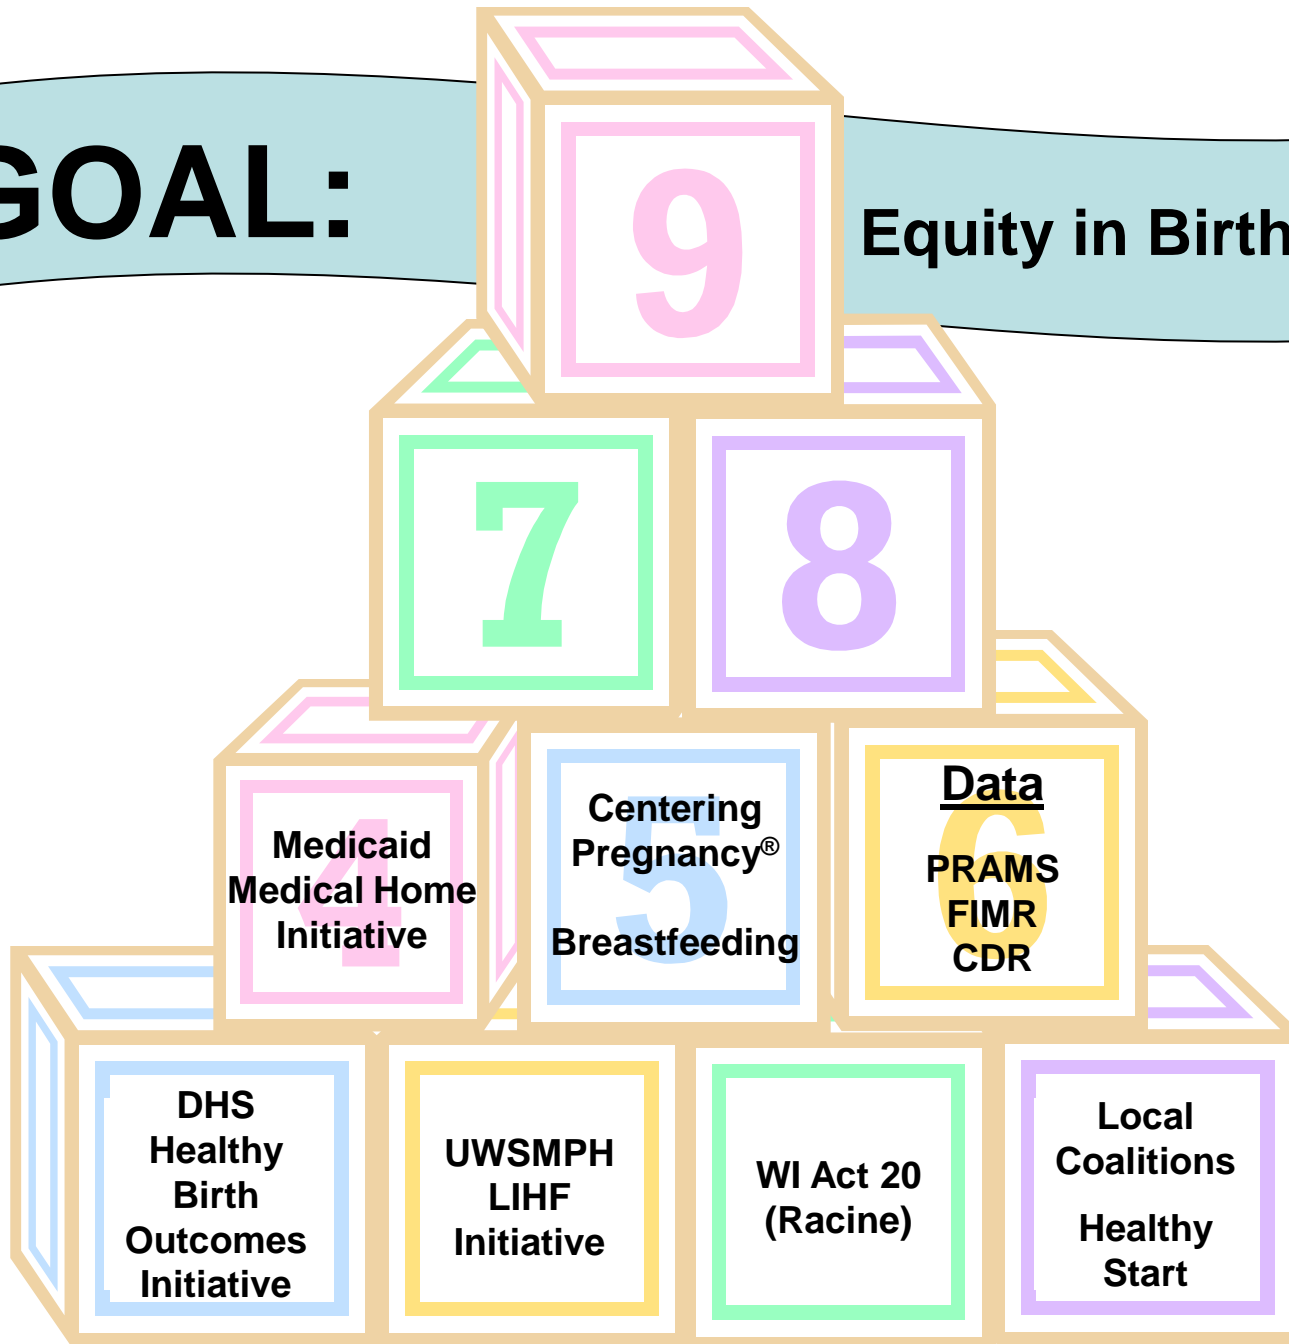 GOAL:
Equity in Birth
9
7
8
4
Medicaid
Medical Home
Initiative
5
Centering
Pregnancy®
Breastfeeding
6
Data
PRAMS
FIMR
CDR
DHS
Healthy
Birth
Outcomes
Initiative
UWSMPH
LIHF
Initiative
WI Act 20
(Racine)
Local
Coalitions
Healthy
Start